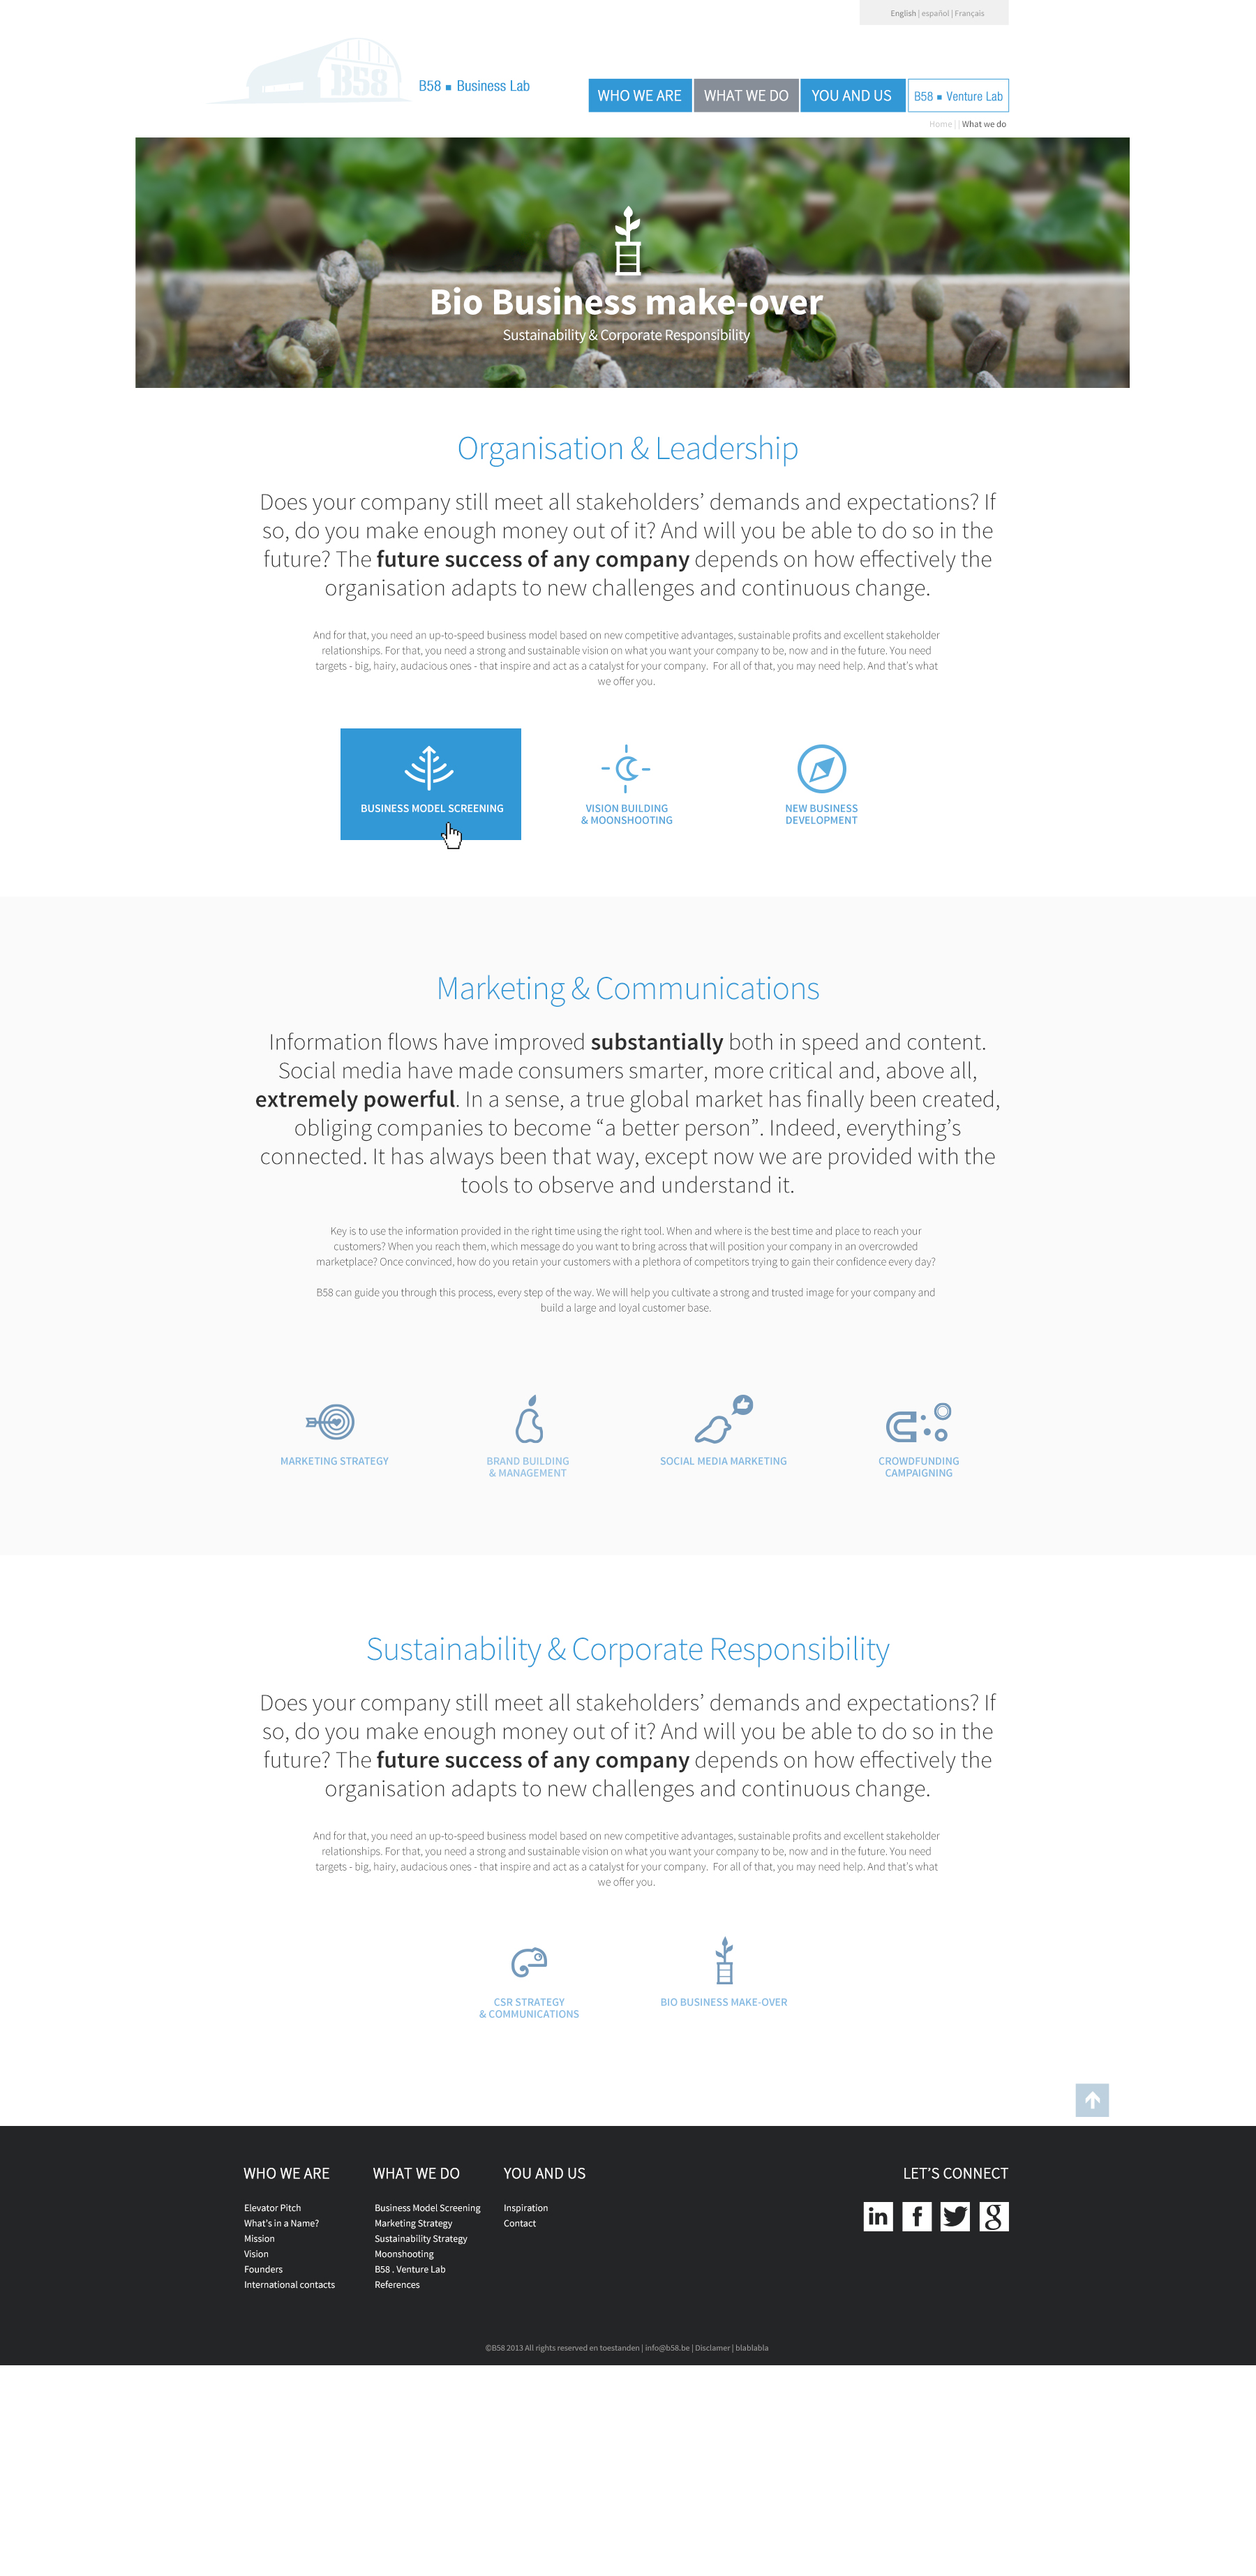 English | español | Français
B58
B58 ■ Business Lab
WHO WE ARE
WHAT WE DO
YOU AND US
B58 ■ Venture Lab
Home | | What we do
Bio Business make-over
Sustainability & Corporate Responsibility
Organisation & Leadership
Does your company still meet all stakeholders’ demands and expectations? If
so, do you make enough money out of it? And will you be able to do so in the
future? The future success of any company depends on how effectively the
organisation adapts to new challenges and continuous change.
And for that, you need an up-to-speed business model based on new competitive advantages, sustainable profits and excellent stakeholder
relationships. For that, you need a strong and sustainable vision on what you want your company to be, now and in the future. You need
targets - big, hairy, audacious ones - that inspire and act as a catalyst for your company. For all of that, you may need help. And that's what
we offer you.
BUSINESS MODEL SCREENING
VISION BUILDING
& MOONSHOOTING
NEW BUSINESS
DEVELOPMENT
Marketing & Communications
Information flows have improved substantially both in speed and content.
Social media have made consumers smarter, more critical and, above all,
extremely powerful. In a sense, a true global market has finally been created,
obliging companies to become “a better person”. Indeed, everything’s
connected. It has always been that way, except now we are provided with the
tools to observe and understand it.
Key is to use the information provided in the right time using the right tool. When and where is the best time and place to reach your
customers? When you reach them, which message do you want to bring across that will position your company in an overcrowded
marketplace? Once convinced, how do you retain your customers with a plethora of competitors trying to gain their confidence every day?
B58 can guide you through this process, every step of the way. We will help you cultivate a strong and trusted image for your company and
build a large and loyal customer base.
MARKETING STRATEGY
BRAND BUILDING
& MANAGEMENT
SOCIAL MEDIA MARKETING
CROWDFUNDING
CAMPAIGNING
Sustainability & Corporate Responsibility
Does your company still meet all stakeholders’ demands and expectations? If
so, do you make enough money out of it? And will you be able to do so in the
future? The future success of any company depends on how effectively the
organisation adapts to new challenges and continuous change.
And for that, you need an up-to-speed business model based on new competitive advantages, sustainable profits and excellent stakeholder
relationships. For that, you need a strong and sustainable vision on what you want your company to be, now and in the future. You need
targets - big, hairy, audacious ones - that inspire and act as a catalyst for your company. For all of that, you may need help. And that's what
we offer you.
CSR STRATEGY
& COMMUNICATIONS
BIO BUSINESS MAKE-OVER
WHO WE ARE
Elevator Pitch
What's in a Name?
Mission
Vision
Founders
International contacts
WHAT WE DO
Business Model Screening
Marketing Strategy
Sustainability Strategy
Moonshooting
B58 . Venture Lab
References
YOU AND US
Inspiration
Contact
LET’S CONNECT
in f g
©B58 2013 All rights reserved en toestanden | info@b58.be | Disclamer | blablabla